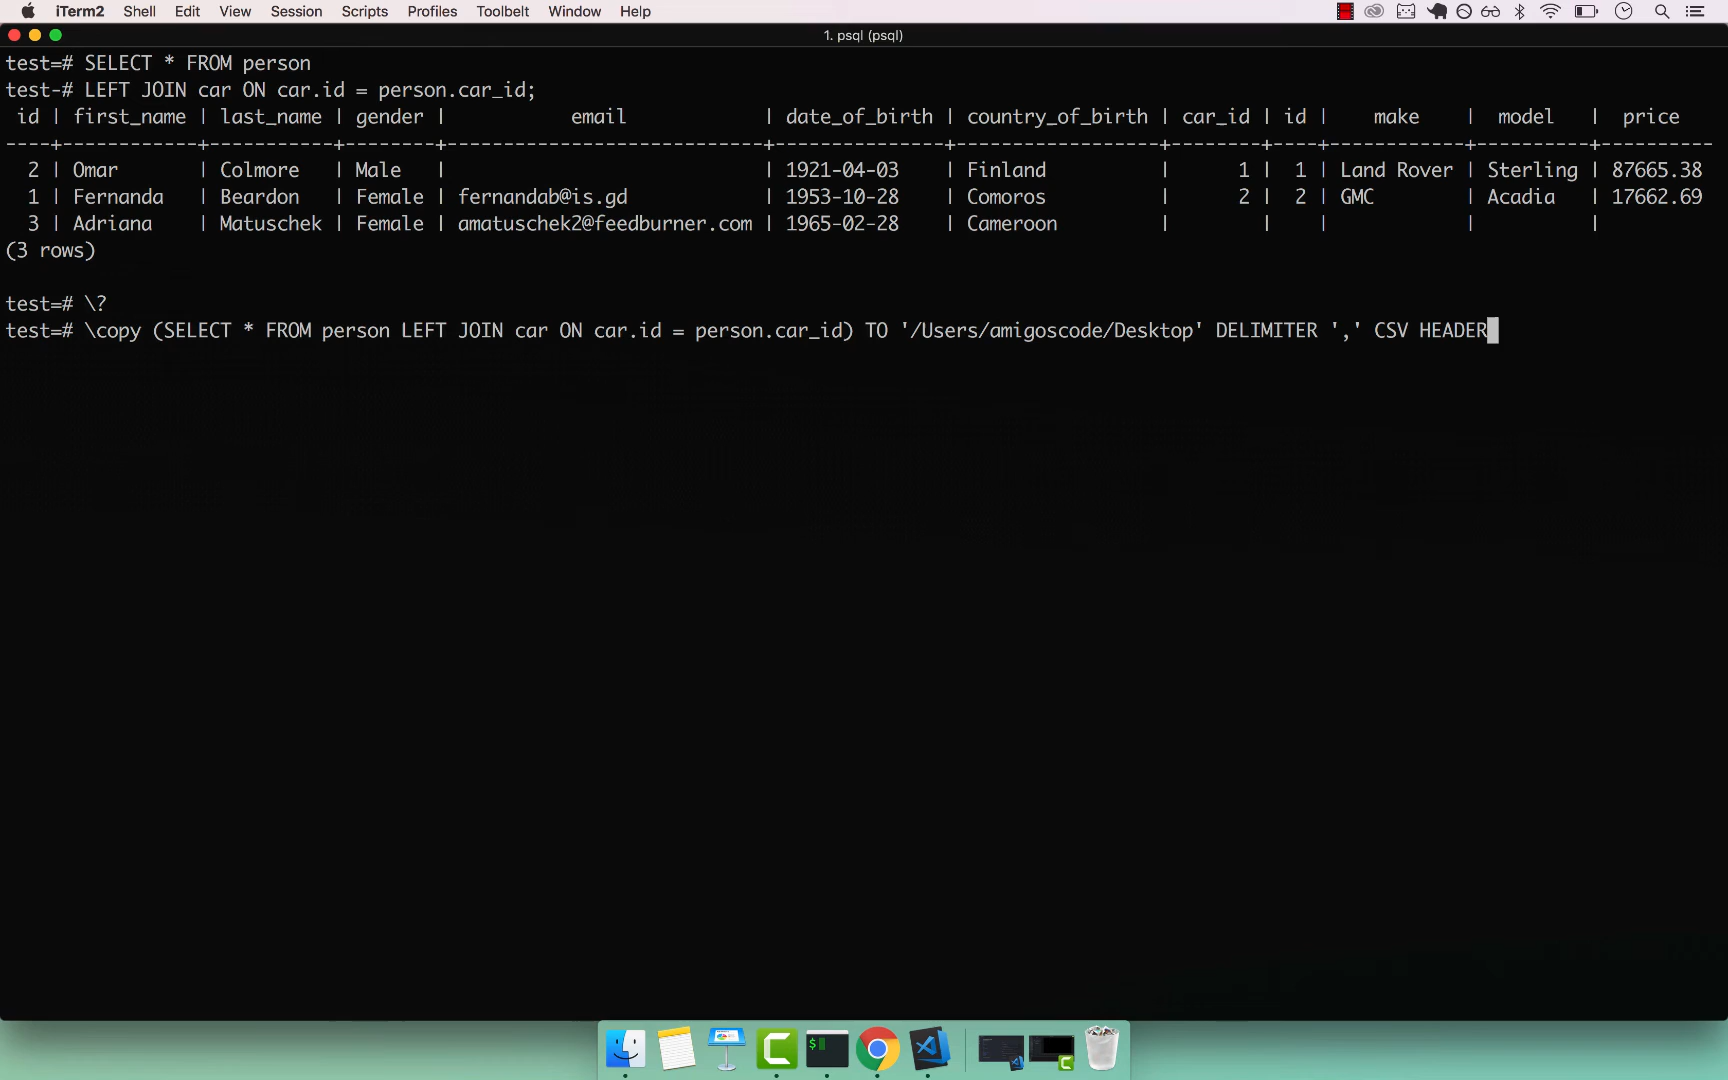 iTerm2 Shell Edit View Session Scripts Profiles Toolbelt Window Help
1. psql (psql)
test=# SELECT * FROM person
test-# LEFT JOIN car ON car.id = person.car_id;
id | first_name | last_name | gender | email | date_of_birth | country_of_birth | car_id | id | make | model | price
----+------------+-----------+--------+-----------------------------+---------------+------------------+--------+----+------------+----------+----------
2 | Omar | Colmore | Male | | 1921-04-03 | Finland | 1 | 1 | Land Rover | Sterling | 87665.38
1 | Fernanda | Beardon | Female | fernandab@is.gd | 1953-10-28 | Comoros | 2 | 2 | GMC | Acadia | 17662.69
3 | Adriana | Matuschek | Female | amatuschek2@feedburner.com | 1965-02-28 | Cameroon | | | | |
(3 rows)
test=# \?
test=# \copy (SELECT * FROM person LEFT JOIN car ON car.id = person.car_id) TO '/Users/amigoscode/Desktop' DELIMITER ',' CSV HEADER